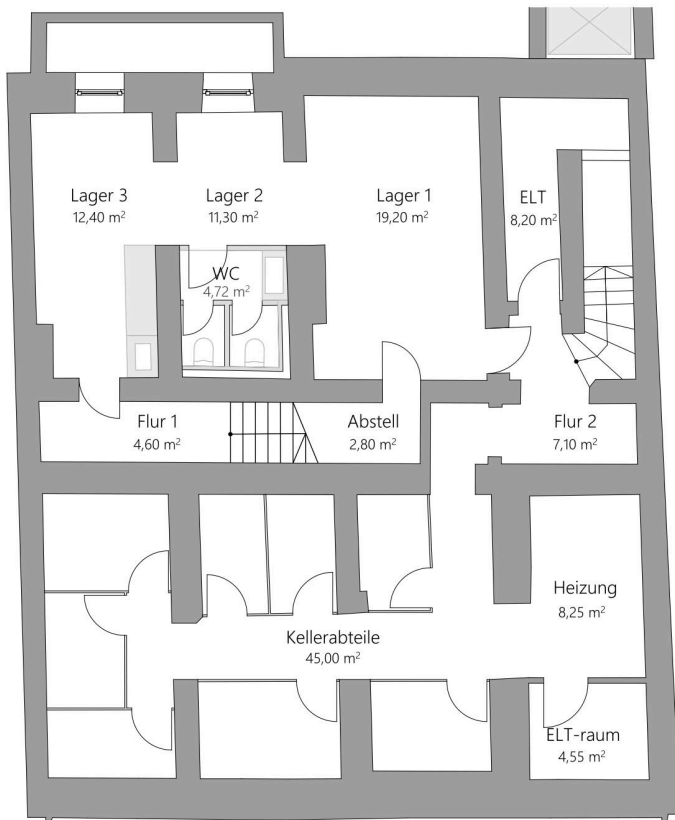 Lager 3
12,40 m²
Lager 2
11,30 m²
Lager 1
19,20 m²
ELT
8,20 m²
WC
4,72 m²
Flur 1
4,60 m²
Abstell
2,80 m²
Flur 2
7,10 m²
Heizung
8,25 m²
Kellerabteile
45,00 m²
ELT-raum
4,55 m²